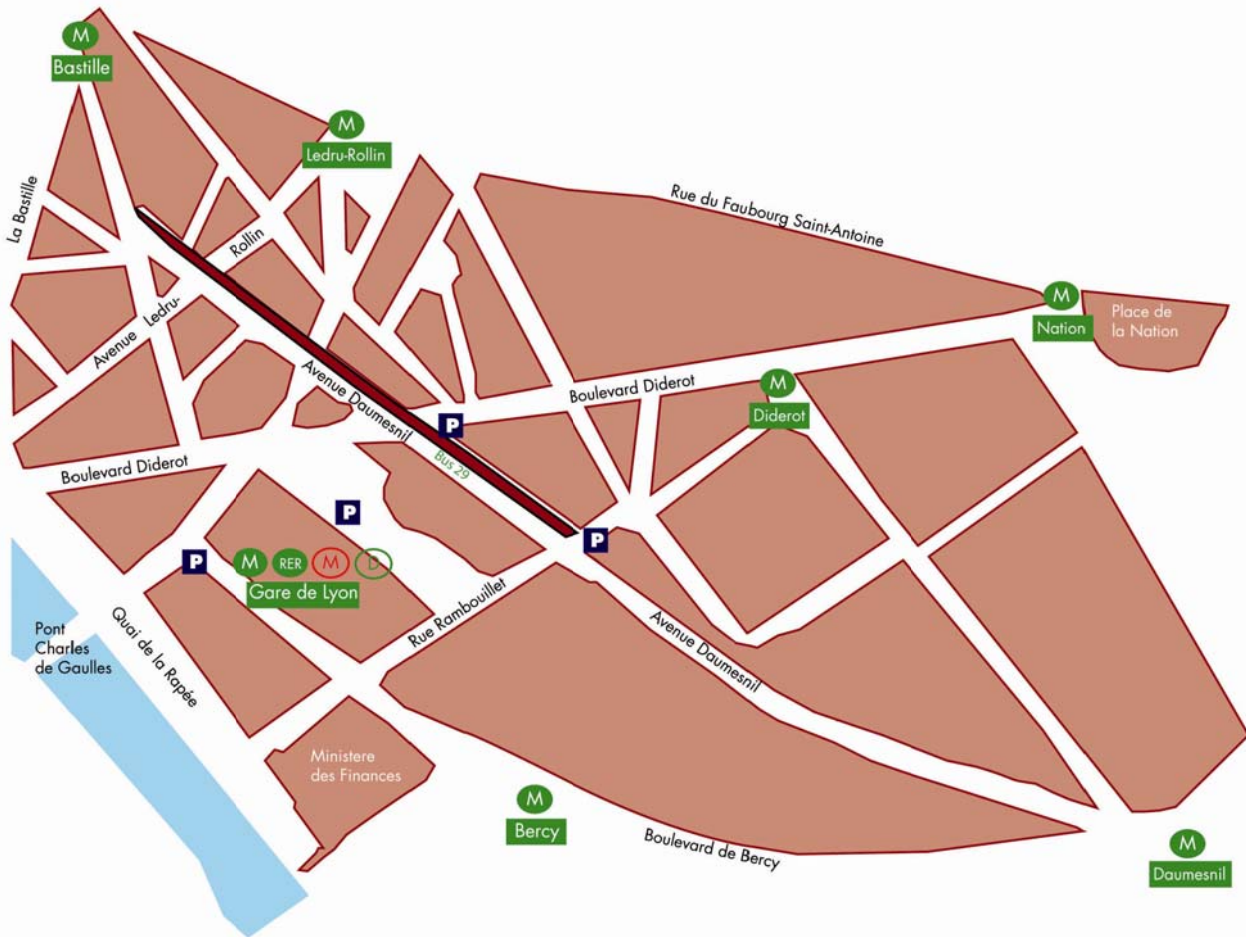 M
Bastille
M
Ledru-Rollin
La Bastille
Rue du Faubourg Saint-Antoine
Avenue Ledru-
Rollin
M
Nation
Place de
la Nation
Avenue Daumesnil
Boulevard Diderot
M
Diderot
P
Bus 29
Boulevard Diderot
P
P
P
M RER M D
Gare de Lyon
Rue Rambouillet
Pont
Charles
de Gaulles
Quai de la Rapée
Avenue Daumesnil
Ministere
des Finances
M
Bercy
Boulevard de Bercy
M
Daumesnil